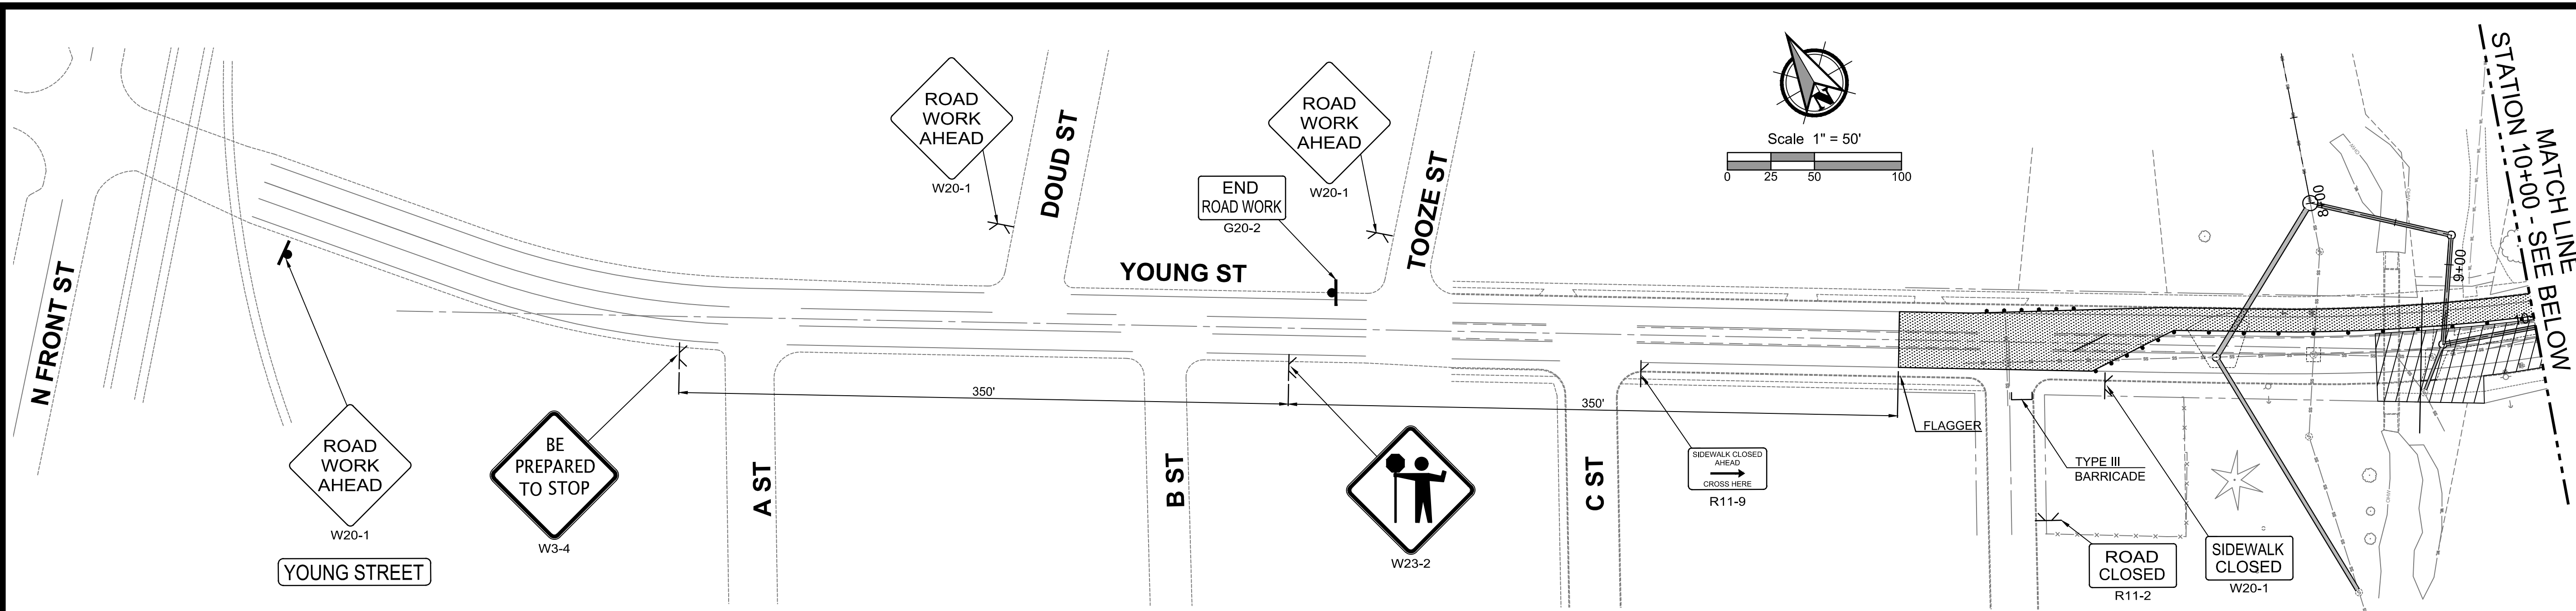 N FRONT ST
ROAD
WORK
AHEAD
W20-1
YOUNG STREET
BE
PREPARED
TO STOP
W3-4
A ST
ROAD
WORK
AHEAD
W20-1
DOUD ST
YOUNG ST
END
ROAD WORK
G20-2
ROAD
WORK
AHEAD
W20-1
TOOZE ST
350'
350'
B ST
W23-2
C ST
SIDEWALK CLOSED
AHEAD
CROSS HERE
R11-9
FLAGGER
N
Scale 1" = 50'
0 25 50 100
TYPE III
BARRICADE
ROAD
CLOSED
R11-2
SIDEWALK
CLOSED
W20-1
8+00
9+00
MATCH LINE
STATION 10+00 - SEE BELOW